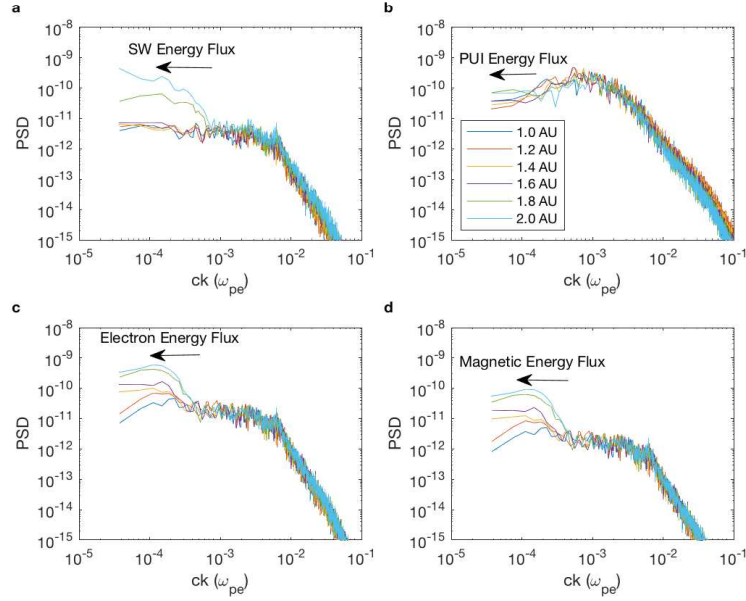 a
SW Energy Flux
PSD
10^-8
10^-9
10^-10
10^-11
10^-12
10^-13
10^-14
10^-15
10^-5
10^-4
10^-3
10^-2
10^-1
ck (ω_pe)
b
PUI Energy Flux
PSD
10^-8
10^-9
10^-10
10^-11
10^-12
10^-13
10^-14
10^-15
1.0 AU
1.2 AU
1.4 AU
1.6 AU
1.8 AU
2.0 AU
10^-5
10^-4
10^-3
10^-2
10^-1
ck (ω_pe)
c
Electron Energy Flux
PSD
10^-8
10^-9
10^-10
10^-11
10^-12
10^-13
10^-14
10^-15
10^-5
10^-4
10^-3
10^-2
10^-1
ck (ω_pe)
d
Magnetic Energy Flux
PSD
10^-8
10^-9
10^-10
10^-11
10^-12
10^-13
10^-14
10^-15
10^-5
10^-4
10^-3
10^-2
10^-1
ck (ω_pe)